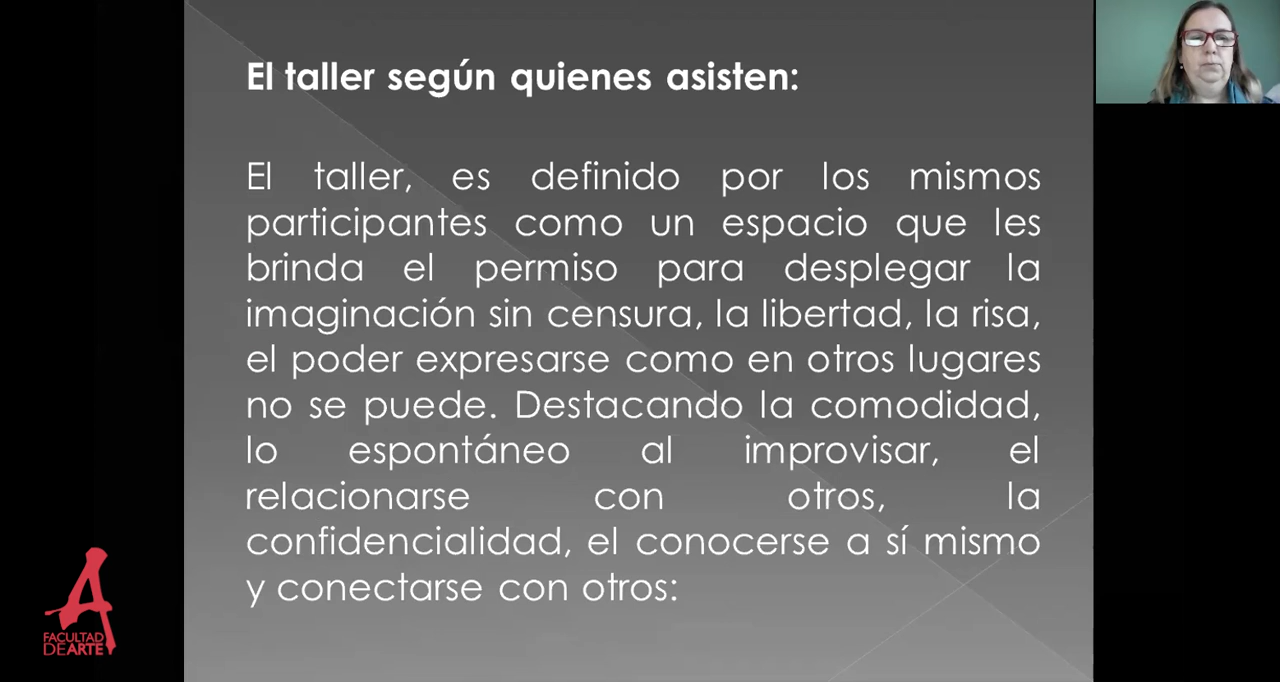 El taller según quienes asisten:
El taller, es definido por los mismos
participantes como un espacio que les
brinda el permiso para desplegar la
imaginación sin censura, la libertad, la risa,
el poder expresarse como en otros lugares
no se puede. Destacando la comodidad,
lo espontáneo al improvisar, el
relacionarse con otros, la
confidencialidad, el conocerse a sí mismo
y conectarse con otros:
FACULTAD
DEARTE